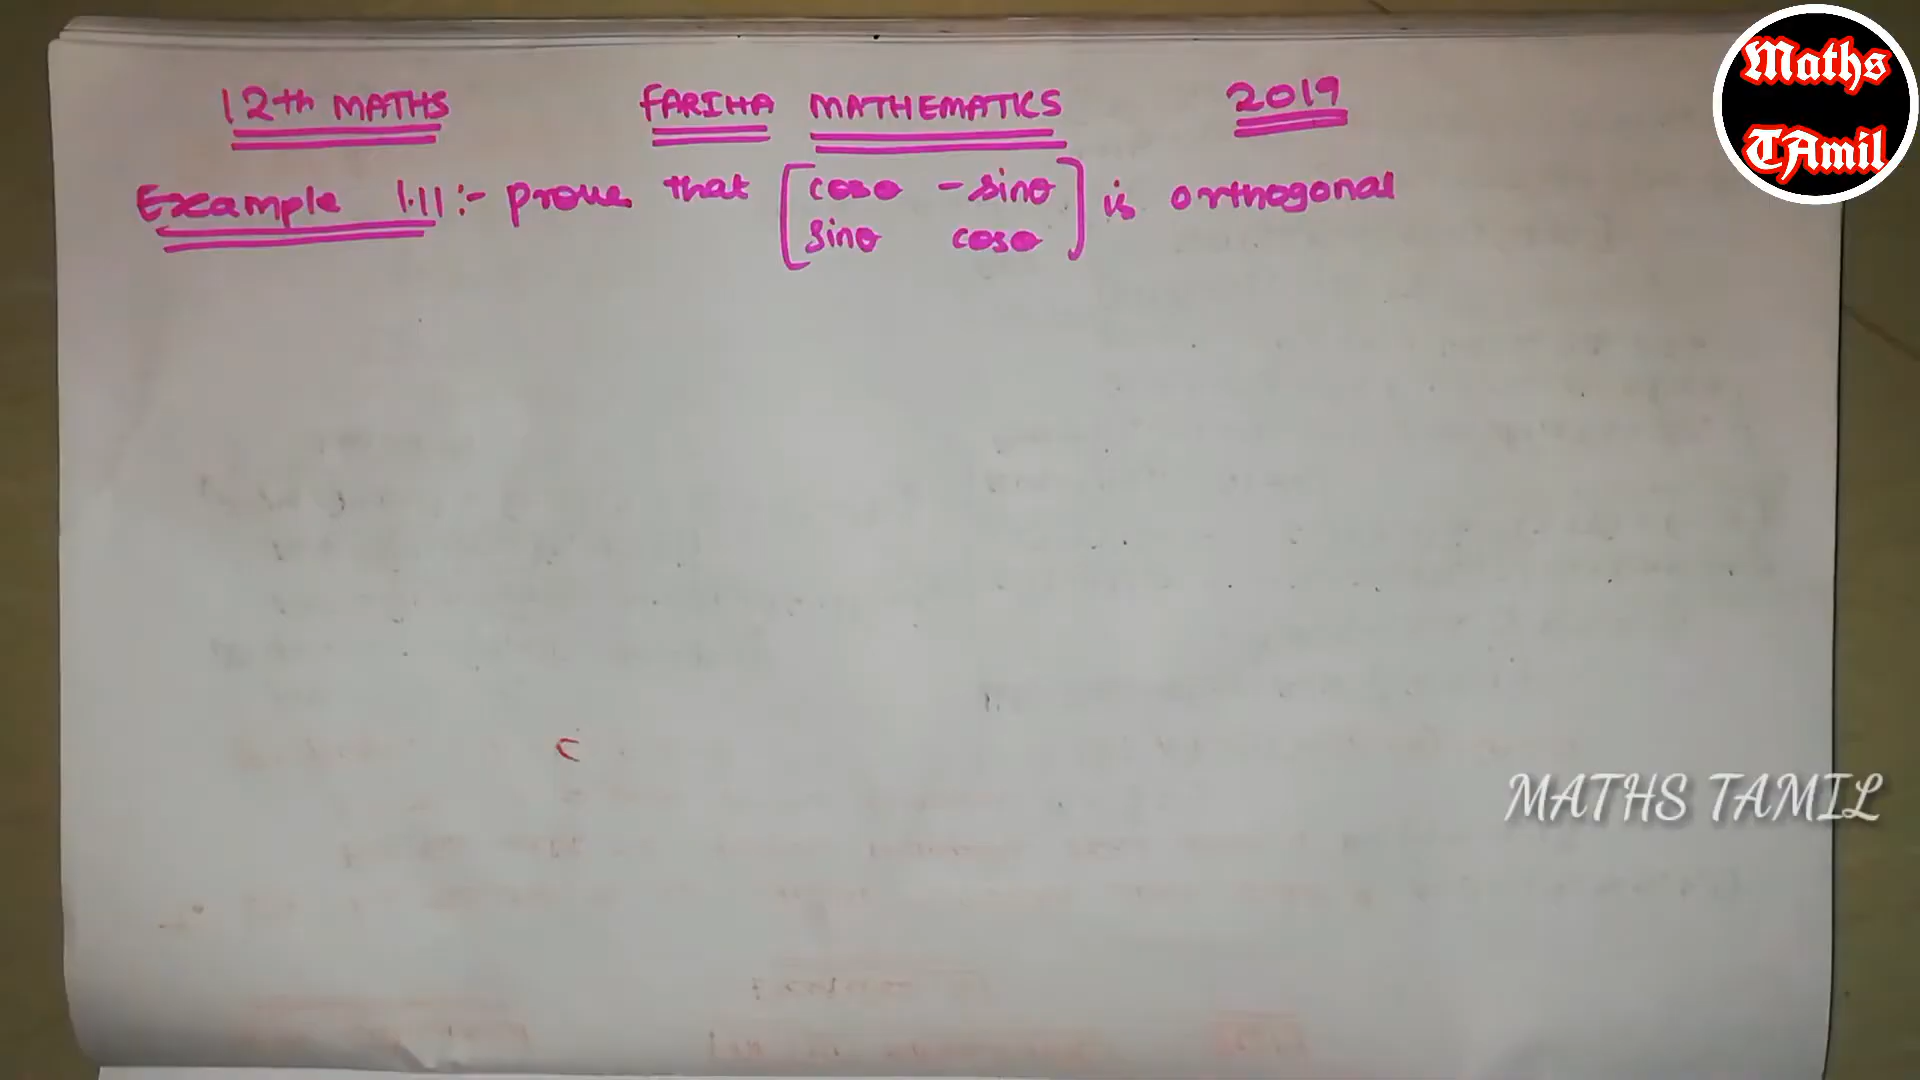 12th MATHS FARIHA MATHEMATICS 2019
Example 1.11:- prove that [cosθ -sinθ] is orthogonal
[sinθ cosθ]
Maths
TAmil
MATHS TAMIL